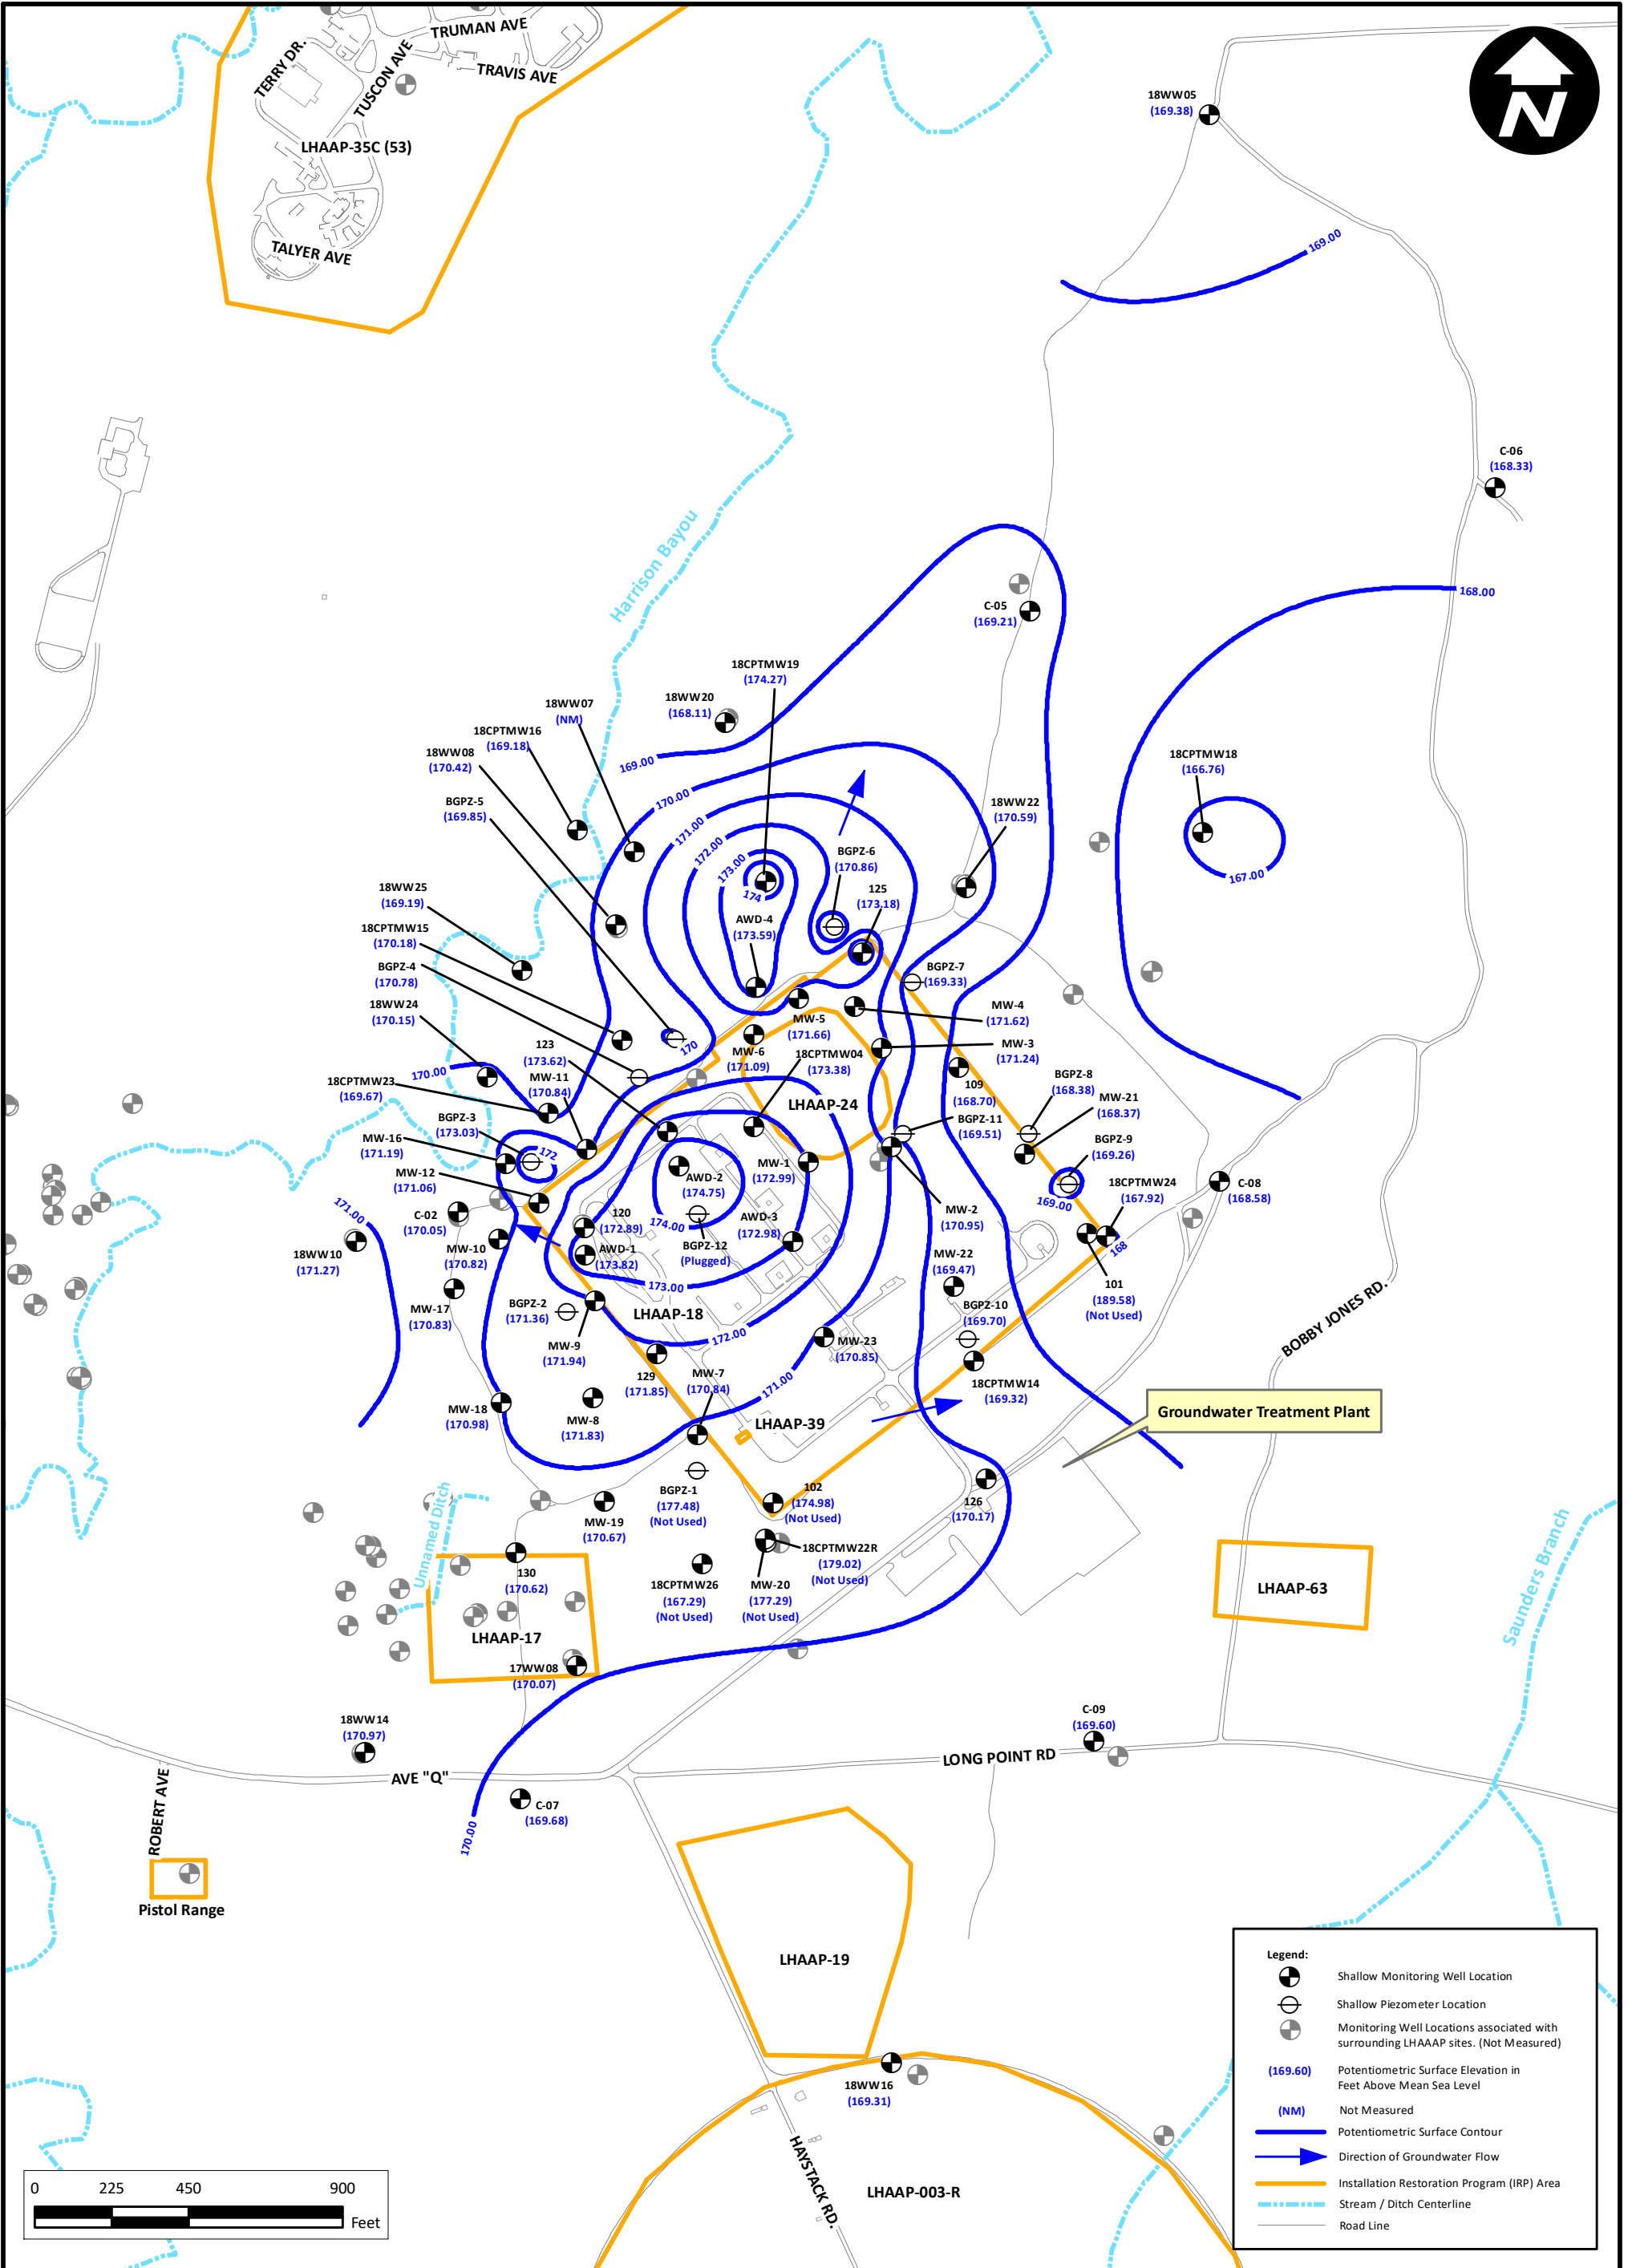 TRUMAN AVE
TERRY DR.
TUSCON AVE
TRAVIS AVE
LHAAP-35C (53)
TALYER AVE
N
18WW05
(169.38)
169.00
C-06
(168.33)
168.00
Harrison Bayou
C-05
(169.21)
18CPTMW19
(174.27)
18WW20
(168.11)
18WW07
(NM)
18CPTMW16
(169.18)
18WW08
(170.42)
169.00
18CPTMW18
(166.76)
167.00
BGPZ-5
(169.85)
170.00
171.00
172.00
173.00
174
18WW22
(170.59)
BGPZ-6
(170.86)
125
(173.18)
18WW25
(169.19)
18CPTMW15
(170.18)
BGPZ-4
(170.78)
AWD-4
(173.59)
BGPZ-7
(169.33)
18WW24
(170.15)
MW-4
(171.62)
MW-5
(171.66)
MW-3
(171.24)
123
(173.62)
170
MW-6
(171.09)
18CPTMW04
(173.38)
170.00
MW-11
(170.84)
18CPTMW23
(169.67)
109
(168.70)
BGPZ-8
(168.38)
MW-21
(168.37)
LHAAP-24
BGPZ-3
(173.03)
BGPZ-11
(169.51)
MW-16
(171.19)
172
BGPZ-9
(169.26)
MW-12
(171.06)
MW-1
(172.99)
AWD-2
(174.75)
18CPTMW24
(167.92)
C-08
(168.58)
169.00
171.00
C-02
(170.05)
120
(172.89)
174.00
AWD-3
(172.98)
MW-2
(170.95)
18WW10
(171.27)
MW-10
(170.82)
AWD-1
(173.82)
BGPZ-12
(Plugged)
MW-22
(169.47)
168
101
(189.58)
(Not Used)
173.00
MW-17
(170.83)
BGPZ-2
(171.36)
LHAAP-18
BGPZ-10
(169.70)
BOBBY JONES RD.
MW-9
(171.94)
172.00
MW-23
(170.85)
129
(171.85)
MW-7
(170.84)
171.00
18CPTMW14
(169.32)
MW-18
(170.98)
MW-8
(171.83)
LHAAP-39
Groundwater Treatment Plant
BGPZ-1
(177.48)
(Not Used)
102
(174.98)
(Not Used)
126
(170.17)
MW-19
(170.67)
Unnamed Ditch
18CPTMW22R
(179.02)
(Not Used)
130
(170.62)
18CPTMW26
(167.29)
(Not Used)
MW-20
(177.29)
(Not Used)
LHAAP-63
Saunders Branch
LHAAP-17
17WW08
(170.07)
18WW14
(170.97)
C-09
(169.60)
LONG POINT RD
AVE "Q"
ROBERT AVE
C-07
(169.68)
170.00
Pistol Range
LHAAP-19
18WW16
(169.31)
HAYSTACK RD.
LHAAP-003-R
0 225 450 900
Feet
Legend:
Shallow Monitoring Well Location
Shallow Piezometer Location
Monitoring Well Locations associated with
surrounding LHAAAP sites. (Not Measured)
(169.60) Potentiometric Surface Elevation in
Feet Above Mean Sea Level
(NM) Not Measured
Potentiometric Surface Contour
Direction of Groundwater Flow
Installation Restoration Program (IRP) Area
Stream / Ditch Centerline
Road Line